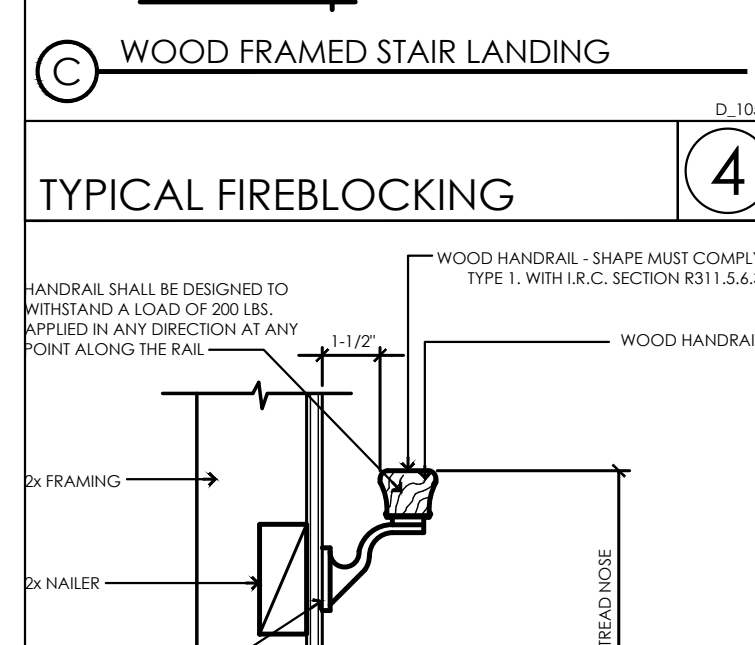 C
WOOD FRAMED STAIR LANDING
D_10
TYPICAL FIREBLOCKING
4
WOOD HANDRAIL - SHAPE MUST COMPLY
TYPE 1. WITH I.R.C. SECTION R311.5.6.
HANDRAIL SHALL BE DESIGNED TO
WITHSTAND A LOAD OF 200 LBS.
APPLIED IN ANY DIRECTION AT ANY
POINT ALONG THE RAIL
1-1/2"
WOOD HANDRAI
2x FRAMING
2x NAILER
TREAD NOSE